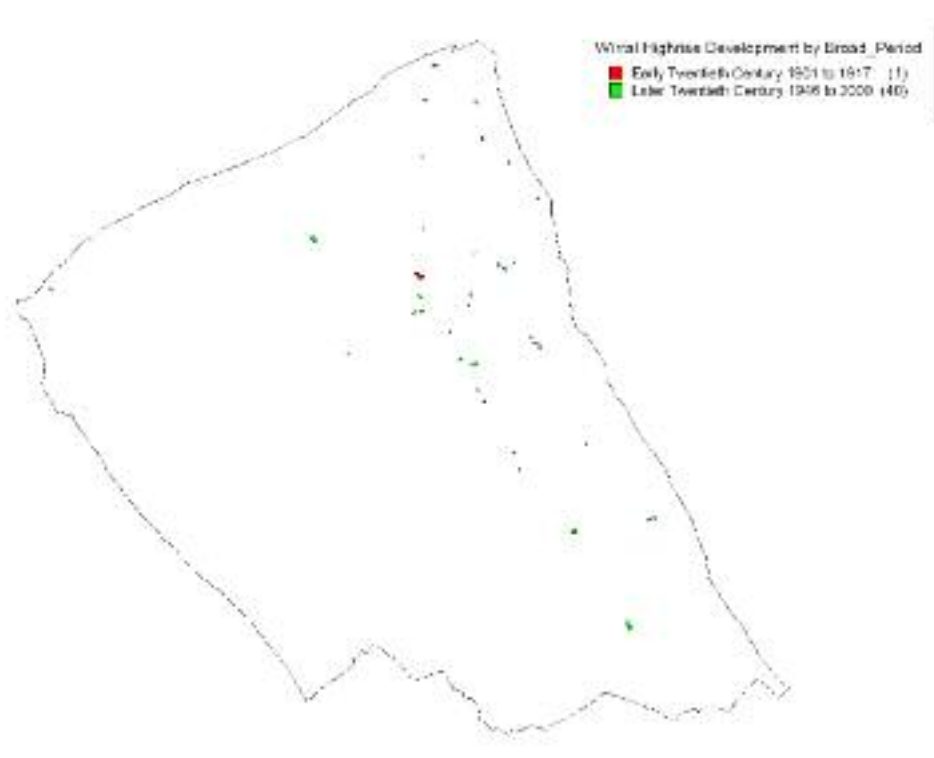 Wirral Highrise Development by Broad_Period
Early Twentieth Century 1901 to 1917 (1)
Later Twentieth Century 1946 to 2000 (40)